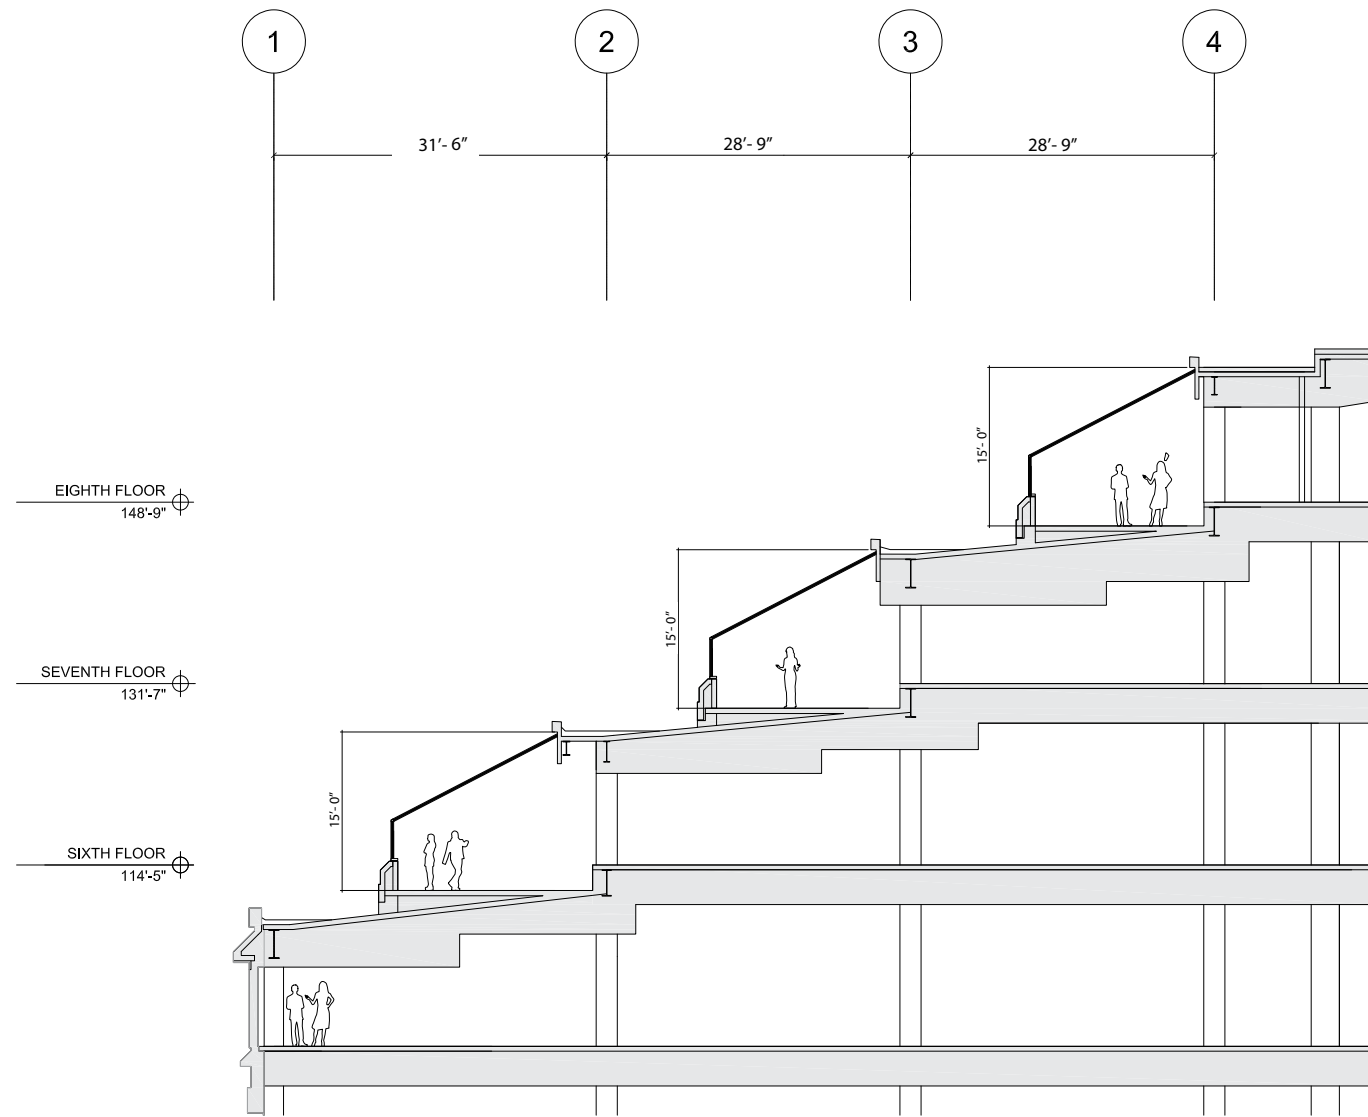 1 2 3 4
31'- 6" 28'- 9" 28'- 9"
15'- 0"
EIGHTH FLOOR
148'-9"
15'- 0"
SEVENTH FLOOR
131'-7"
15'- 0"
SIXTH FLOOR
114'-5"